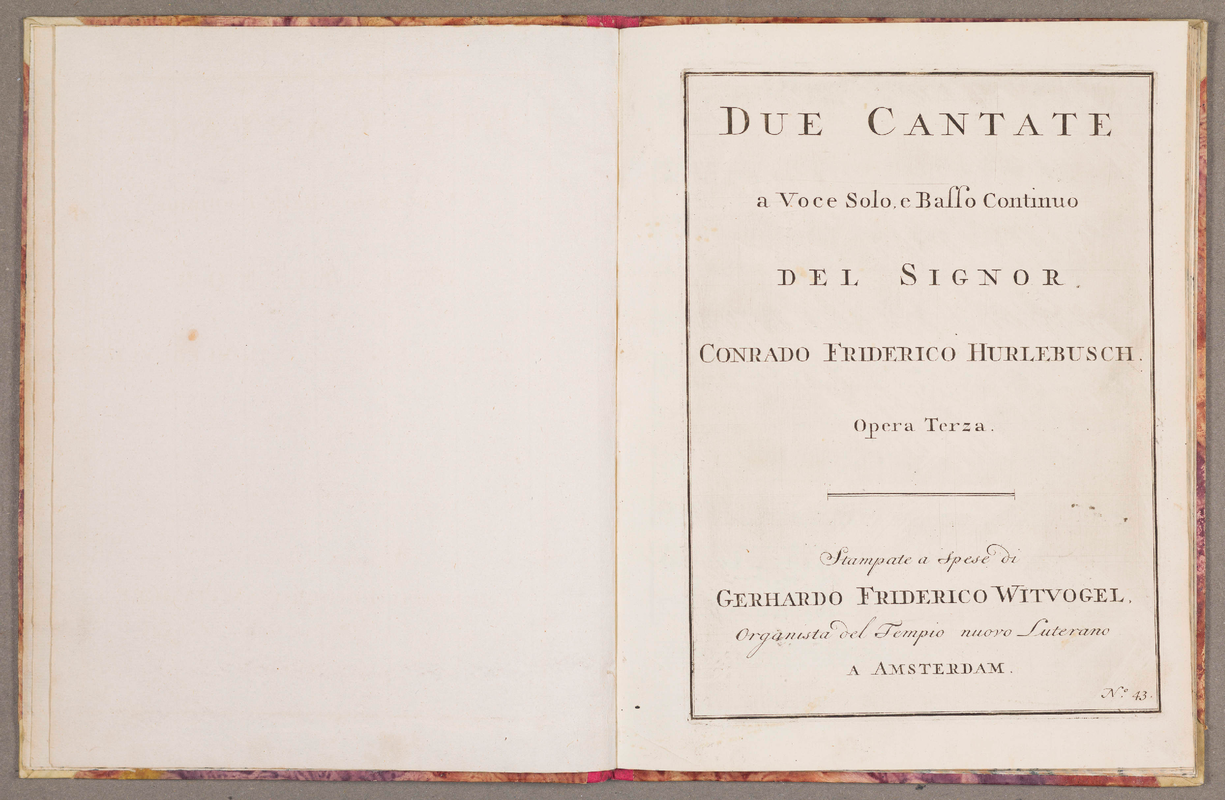 DUE CANTATE
a Voce Solo, e Baſſo Continuo
DEL SIGNOR.
CONRADO FRIDERICO HURLEBUSCH.
Opera Terza.
Stampate a Spese di
GERHARDO FRIDERICO WITVOGEL.
Organista del Tempio nuovo Luterano
A AMSTERDAM.
N.º 43.